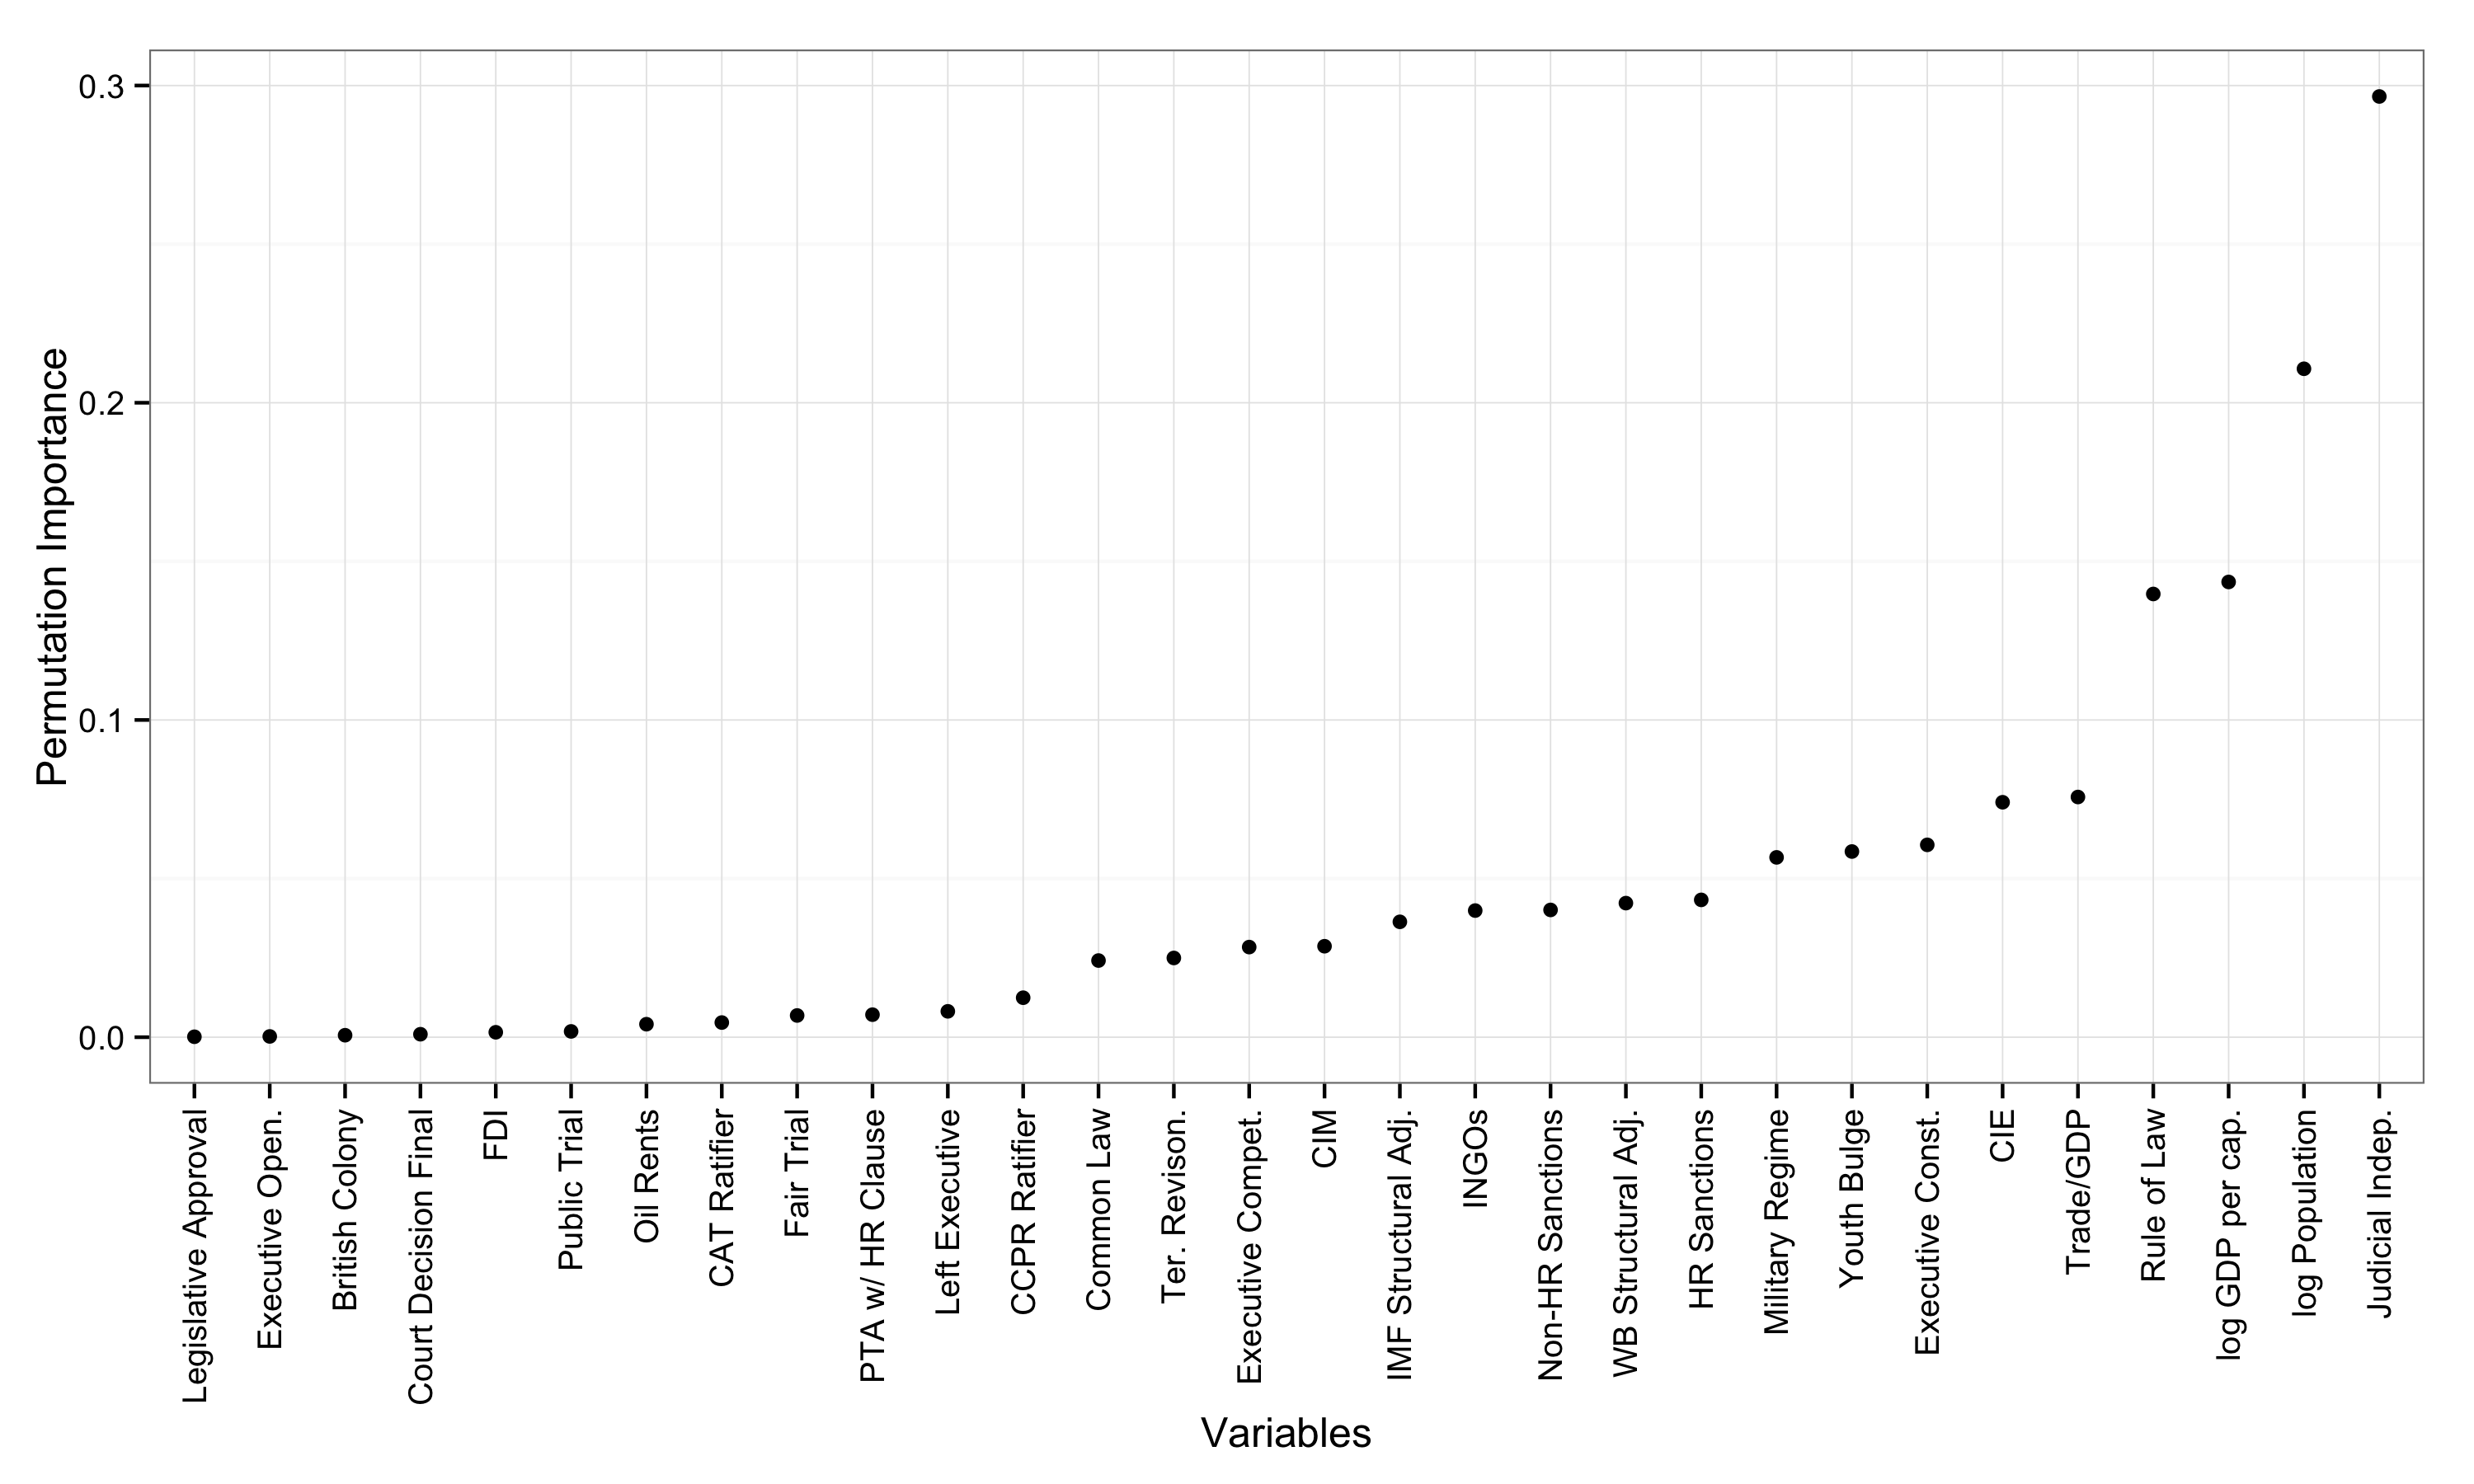 0.3
0.2
0.1
0.0
Permutation Importance
Legislative Approval
Executive Open.
British Colony
Court Decision Final
FDI
Public Trial
Oil Rents
CAT Ratifier
Fair Trial
PTA w/ HR Clause
Left Executive
CCPR Ratifier
Common Law
Ter. Revison.
Executive Compet.
CIM
IMF Structural Adj.
INGOs
Non-HR Sanctions
WB Structural Adj.
HR Sanctions
Military Regime
Youth Bulge
Executive Const.
CIE
Trade/GDP
Rule of Law
log GDP per cap.
log Population
Judicial Indep.
Variables